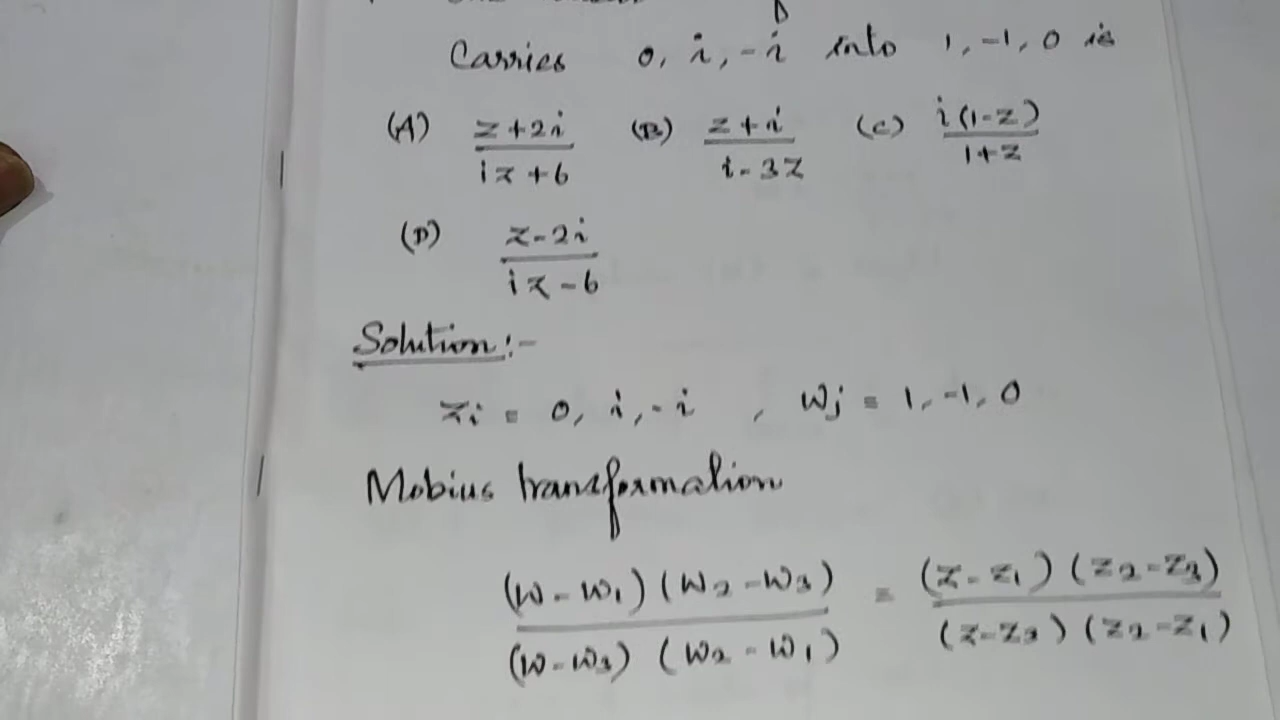 Carries 0, i, -i into 1, -1, 0 is
(A) z+2i / iz+6 (B) z+i / i-3z (C) i(1-z) / 1+z
(D) z-2i / iz-6
Solution:-
zi = 0, i, -i , wj = 1, -1, 0
Mobius transformation
(w-w1)(w2-w3) / (w-w3)(w2-w1) = (z-z1)(z2-z3) / (z-z3)(z2-z1)